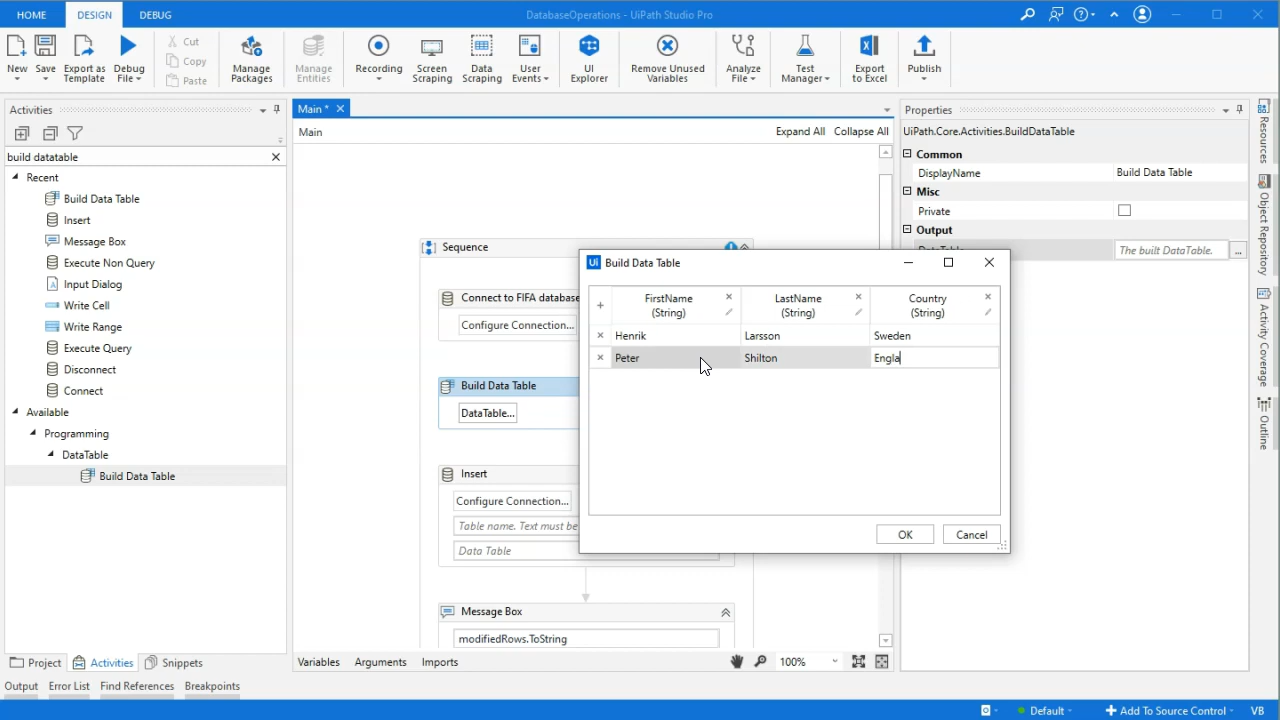 HOME DESIGN DEBUG DatabaseOperations - UiPath Studio Pro
New Save Export as Template Debug File Cut Copy Paste Manage Packages Manage Entities Recording Screen Scraping Data Scraping User Events UI Explorer Remove Unused Variables Analyze File Test Manager Export to Excel Publish
Activities
build datatable
Recent
Build Data Table
Insert
Message Box
Execute Non Query
Input Dialog
Write Cell
Write Range
Execute Query
Disconnect
Connect
Available
Programming
DataTable
Build Data Table
Project Activities Snippets
Main *
Main Expand All Collapse All
Sequence
Connect to FIFA database
Configure Connection...
Build Data Table
DataTable...
Insert
Configure Connection...
Table name. Text must be
Data Table
Message Box
modifiedRows.ToString
Variables Arguments Imports 100%
Ui Build Data Table
FirstName LastName Country
(String) (String) (String)
Henrik Larsson Sweden
Peter Shilton Engla
OK Cancel
Properties
UiPath.Core.Activities.BuildDataTable
Common
DisplayName Build Data Table
Misc
Private
Output
The built DataTable. ...
Resources
Object Repository
Activity Coverage
Outline
Output Error List Find References Breakpoints
Default Add To Source Control VB